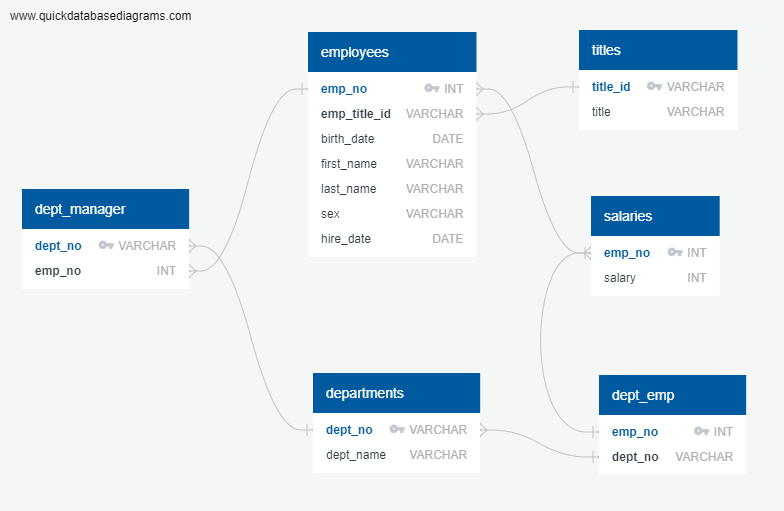 www.quickdatabasediagrams.com
employees
emp_no INT
emp_title_id VARCHAR
birth_date DATE
first_name VARCHAR
last_name VARCHAR
sex VARCHAR
hire_date DATE
titles
title_id VARCHAR
title VARCHAR
dept_manager
dept_no VARCHAR
emp_no INT
salaries
emp_no INT
salary INT
departments
dept_no VARCHAR
dept_name VARCHAR
dept_emp
emp_no INT
dept_no VARCHAR